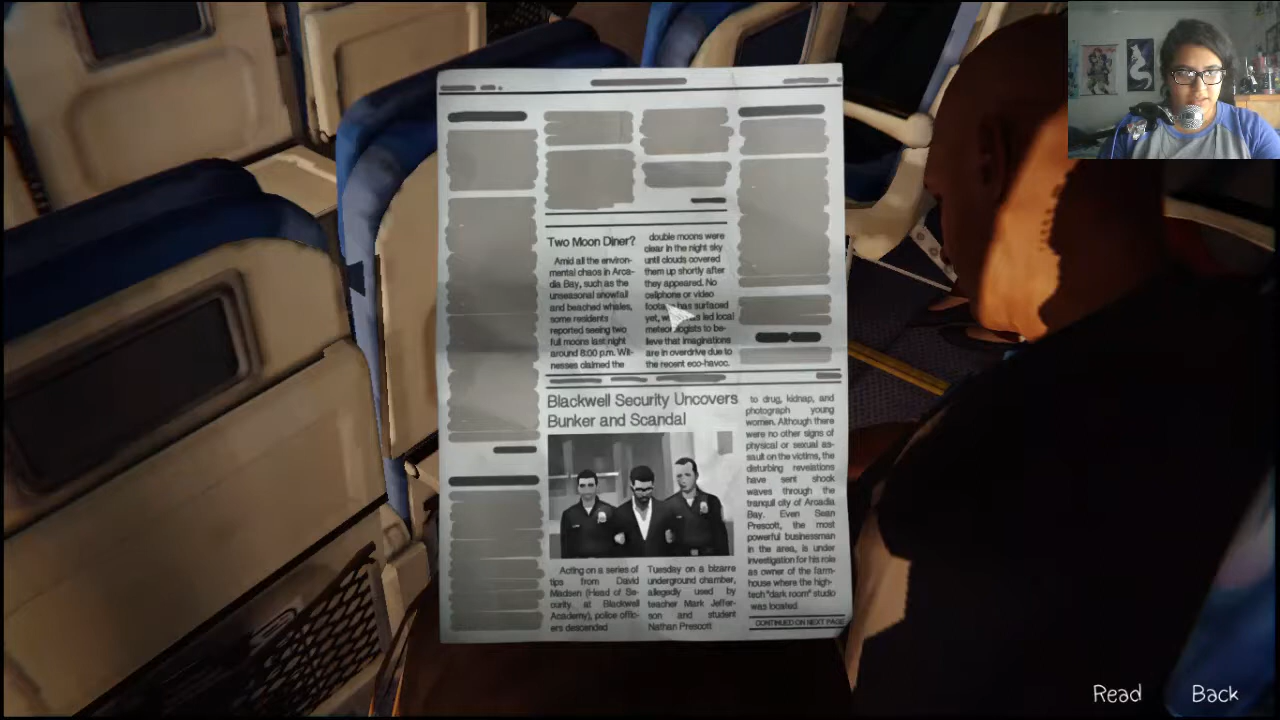 Two Moon Diner?
Amid all the environ-
mental chaos in Arca-
dia Bay, such as the
unseasonal snowfall
and beached whales,
some residents
reported seeing two
full moons last night
around 8:00 p.m. Wit-
nesses claimed the
double moons were
clear in the night sky
until clouds covered
them up shortly after
they appeared. No
cellphone or video
has surfaced
yet, led local
to be-
lieve that imaginations
are in overdrive due to
the recent eco-havoc.
Blackwell Security Uncovers
Bunker and Scandal
Acting on a series of
tips from David
Madsen (Head of Se-
curity at Blackwell
Academy), police offic-
ers descended
Tuesday on a bizarre
underground chamber,
allegedly used by
teacher Mark Jeffer-
son and student
Nathan Prescott
to drug, kidnap, and
photograph young
women. Although there
were no other signs of
physical or sexual as-
sault on the victims, the
disturbing revelations
have sent shock
waves through the
tranquil city of Arcadia
Bay. Even Sean
Prescott, the most
powerful businessman
in the area, is under
investigation for his role
as owner of the farm-
house where the high-
tech "dark room" studio
was located
CONTINUED ON NEXT PAGE
Read Back